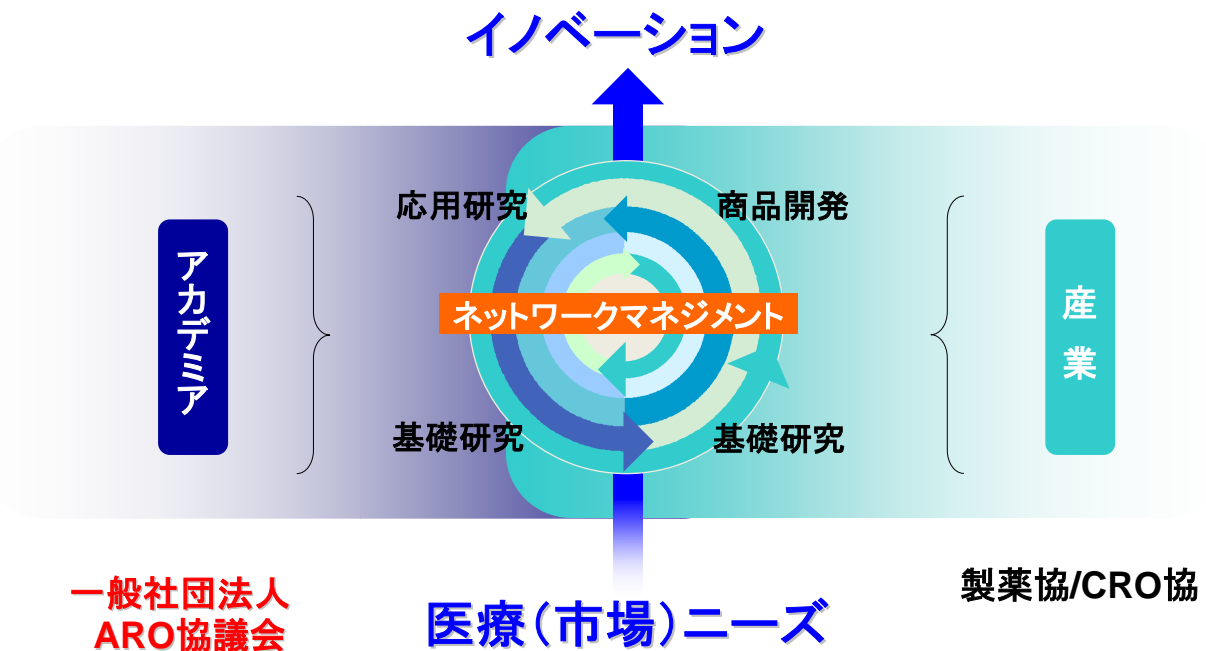 イノベーション
応用研究
商品開発
アカデミア
ネットワークマネジメント
産業
基礎研究
基礎研究
一般社団法人
ARO協議会
医療（市場）ニーズ
製薬協/CRO協